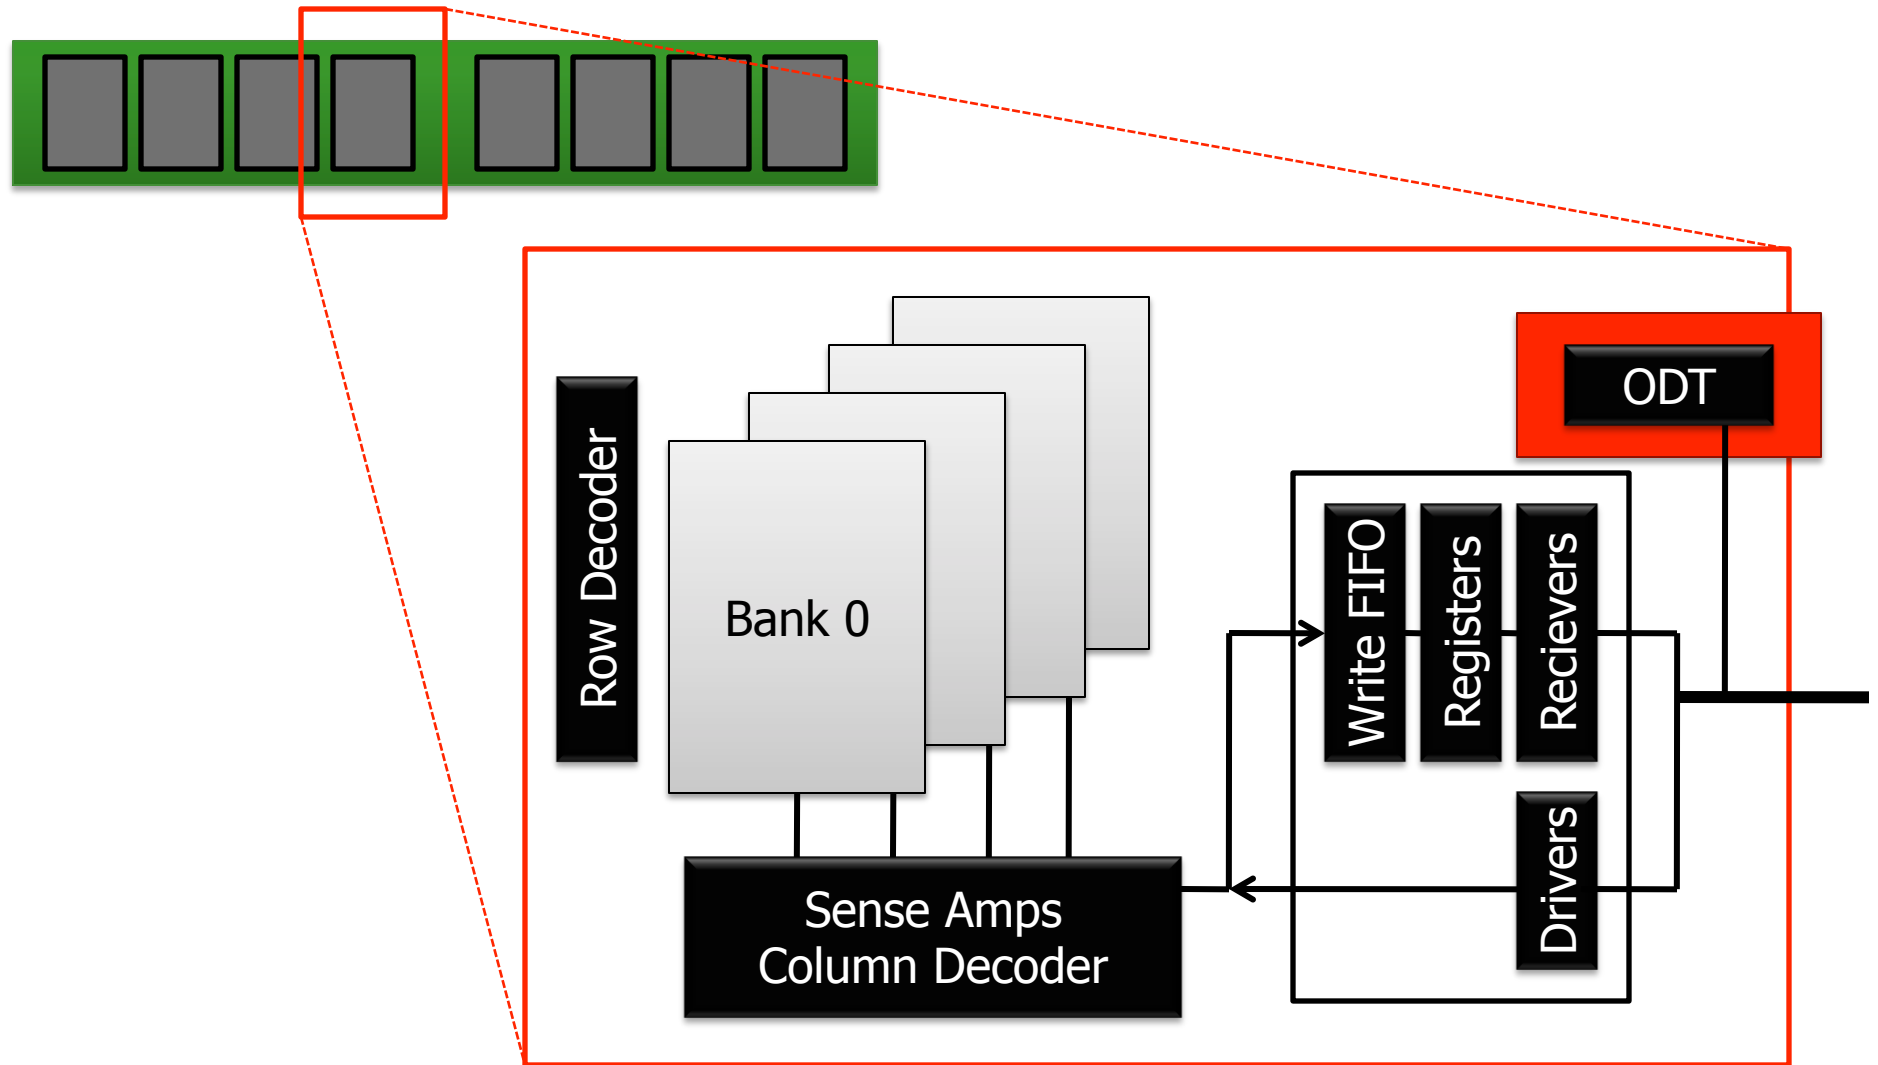 ODT
Row Decoder
Bank 0
Write FIFO
Registers
Recievers
Drivers
Sense Amps
Column Decoder